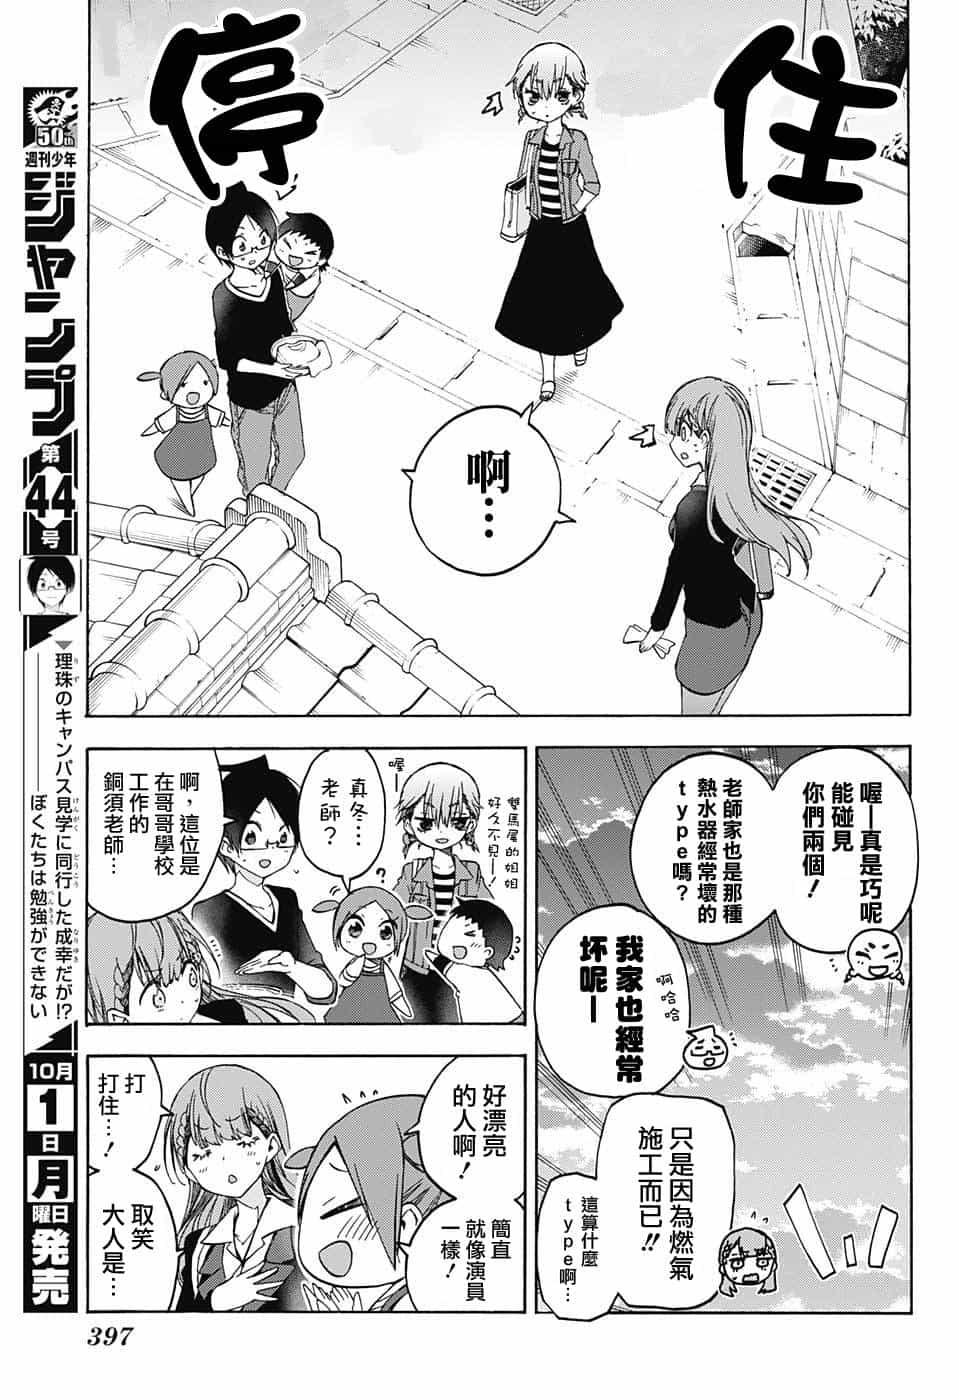 停住
啊…
50th
週刊少年
ジャンプ
第
44
号
▼理珠のキャンパス見学に同行した成幸だが!?
ぼくたちは勉強ができない
10月
1
日
月
曜日
発売
喔—真是巧呢
能碰見
你們兩個！
老師家也是那種
熱水器經常壞的
type嗎？
我家也經常
坏呢—
啊哈哈
只是因為燃氣
施工而已!!
這算什麼
type啊…
雙馬尾的姐姐
好久不見—！
喔—
真冬…
老師？
啊，這位是
在哥哥學校
工作的
銅須老師…
好漂亮
的人啊！
簡直
就像演員
一樣！
打
打住…！
取笑
大人是…
397